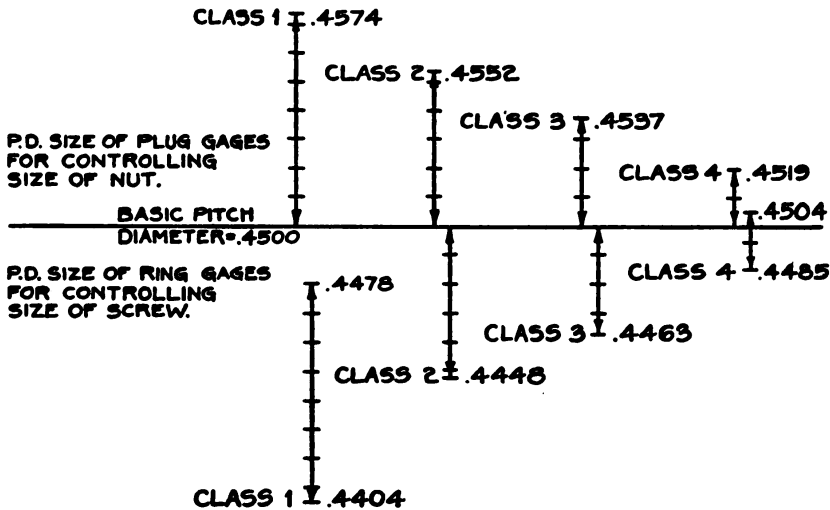 CLASS 1 .4574
CLASS 2 .4552
CLASS 3 .4537
P.D. SIZE OF PLUG GAGES
FOR CONTROLLING
SIZE OF NUT.
CLASS 4 .4519
BASIC PITCH
.4504
DIAMETER=.4500
P.D. SIZE OF RING GAGES
FOR CONTROLLING
SIZE OF SCREW.
.4478
CLASS 4 .4485
CLASS 3 .4463
CLASS 2 .4448
CLASS 1 .4404